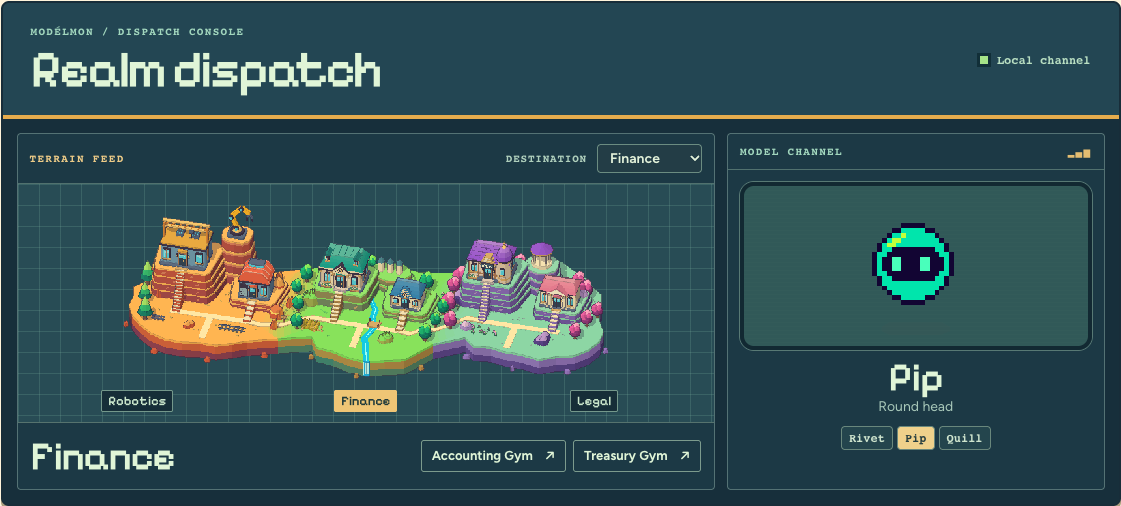 MODÉLMON / DISPATCH CONSOLE
Realm dispatch
Local channel
TERRAIN FEED
DESTINATION
Finance
Robotics
Finance
Legal
Finance
Accounting Gym ↗
Treasury Gym ↗
MODEL CHANNEL
Pip
Round head
Rivet
Pip
Quill